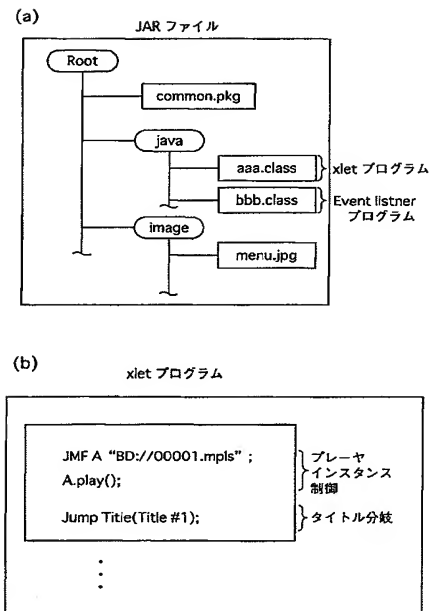 (a)
JAR ファイル
Root
common.pkg
java
aaa.class
xlet プログラム
bbb.class
Event listner
プログラム
image
menu.jpg
(b)
xlet プログラム
JMF A “BD://00001.mpls” ;
A.play();
プレーヤ
インスタンス
制御
Jump Title(Title #1);
タイトル分岐